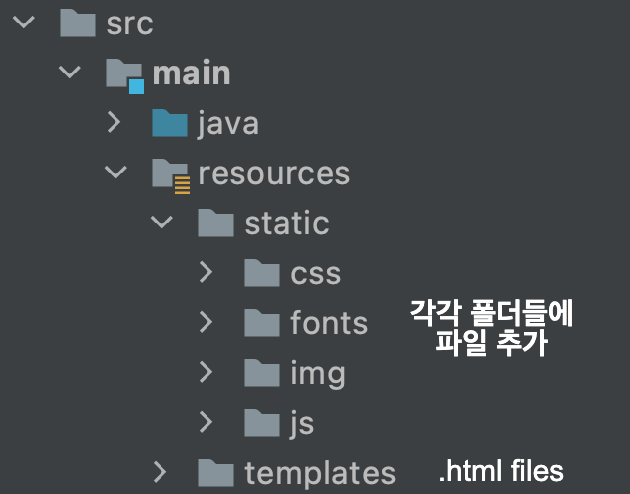 src
main
java
resources
static
css
fonts
각각 폴더들에
파일 추가
img
js
templates
.html files